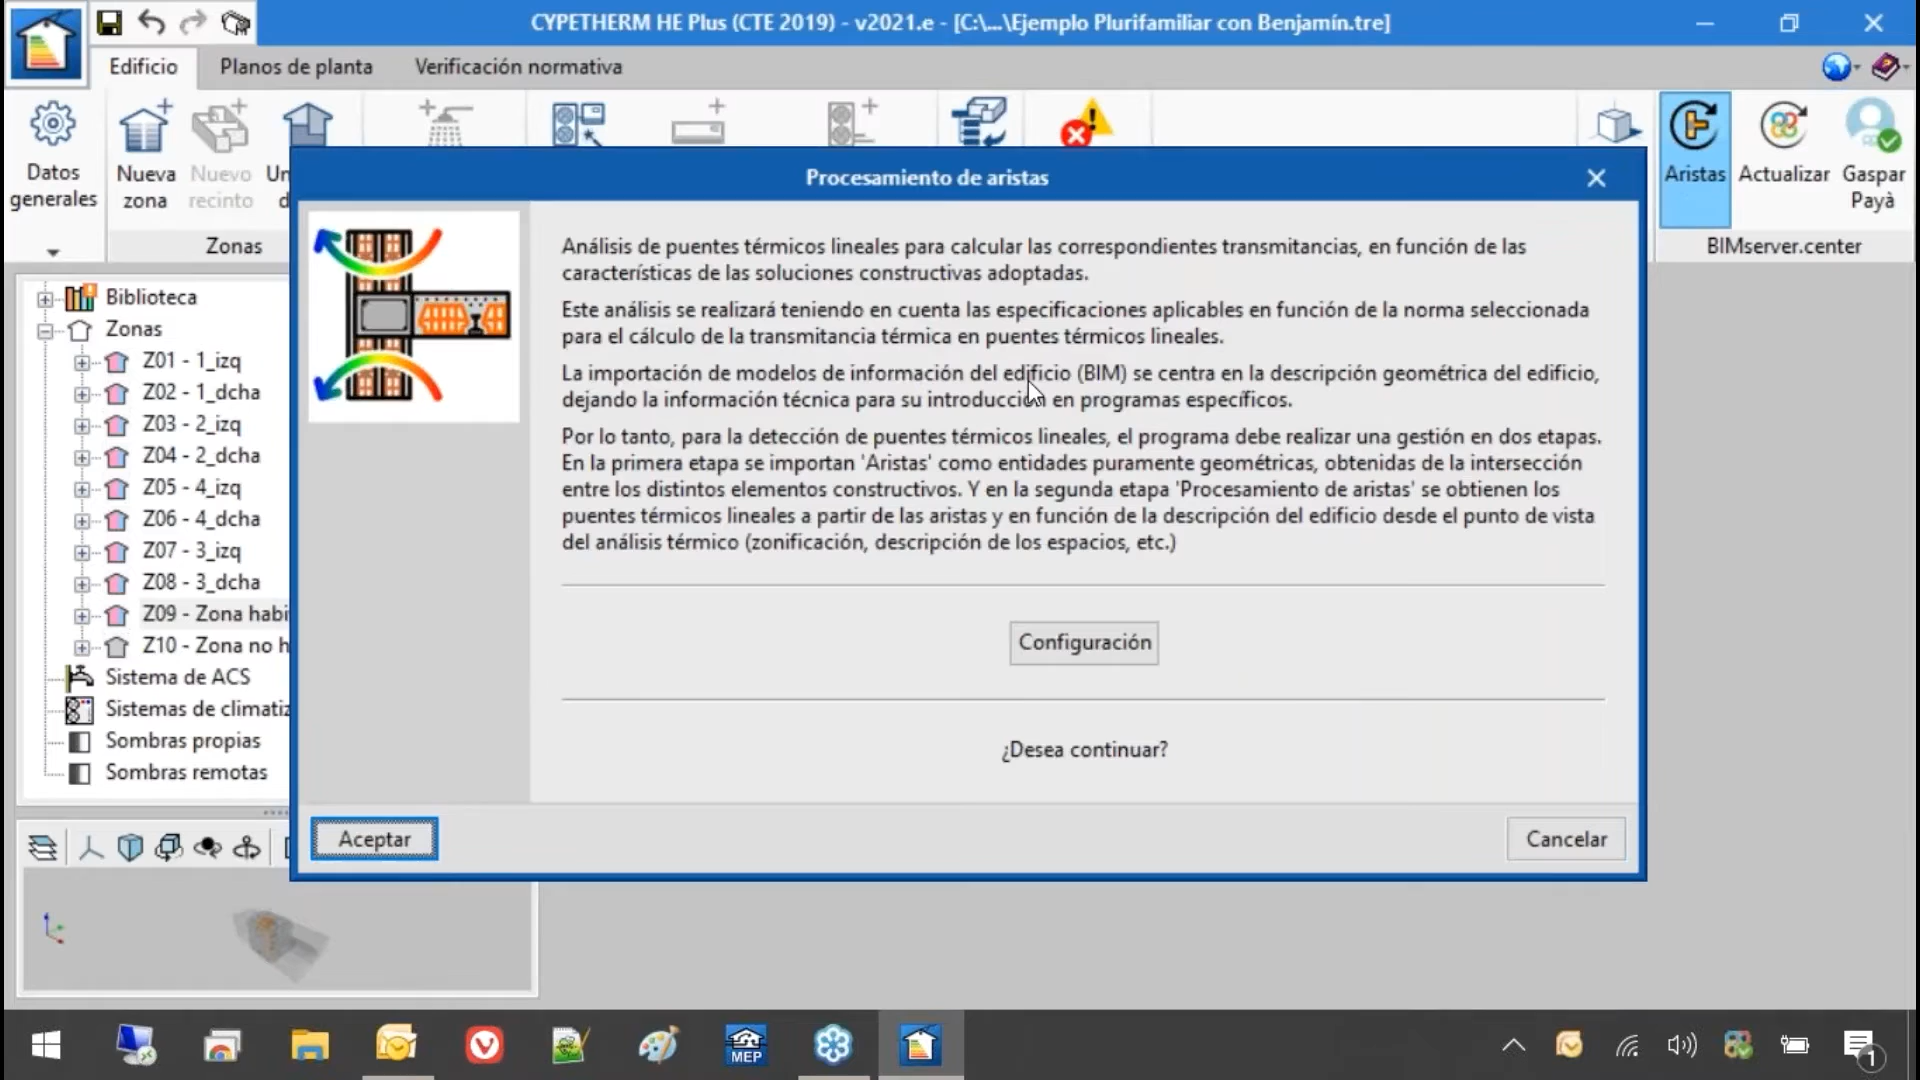 CYPETHERM HE Plus (CTE 2019) - v2021.e - [C:\...\Ejemplo Plurifamiliar con Benjamín.tre]
Edificio
Planos de planta
Verificación normativa
Datos
generales
Nueva
zona
Nuevo
recinto
Zonas
Aristas
Actualizar
Gaspar
Payà
BIMserver.center
Procesamiento de aristas
Biblioteca
Zonas
Z01 - 1_izq
Z02 - 1_dcha
Z03 - 2_izq
Z04 - 2_dcha
Z05 - 4_izq
Z06 - 4_dcha
Z07 - 3_izq
Z08 - 3_dcha
Z09 - Zona habi
Z10 - Zona no h
Sistema de ACS
Sistemas de climatiz
Sombras propias
Sombras remotas
Análisis de puentes térmicos lineales para calcular las correspondientes transmitancias, en función de las
características de las soluciones constructivas adoptadas.
Este análisis se realizará teniendo en cuenta las especificaciones aplicables en función de la norma seleccionada
para el cálculo de la transmitancia térmica en puentes térmicos lineales.
La importación de modelos de información del edificio (BIM) se centra en la descripción geométrica del edificio,
dejando la información técnica para su introducción en programas específicos.
Por lo tanto, para la detección de puentes térmicos lineales, el programa debe realizar una gestión en dos etapas.
En la primera etapa se importan 'Aristas' como entidades puramente geométricas, obtenidas de la intersección
entre los distintos elementos constructivos. Y en la segunda etapa 'Procesamiento de aristas' se obtienen los
puentes térmicos lineales a partir de las aristas y en función de la descripción del edificio desde el punto de vista
del análisis térmico (zonificación, descripción de los espacios, etc.)
Configuración
¿Desea continuar?
Aceptar
Cancelar
MEP
1